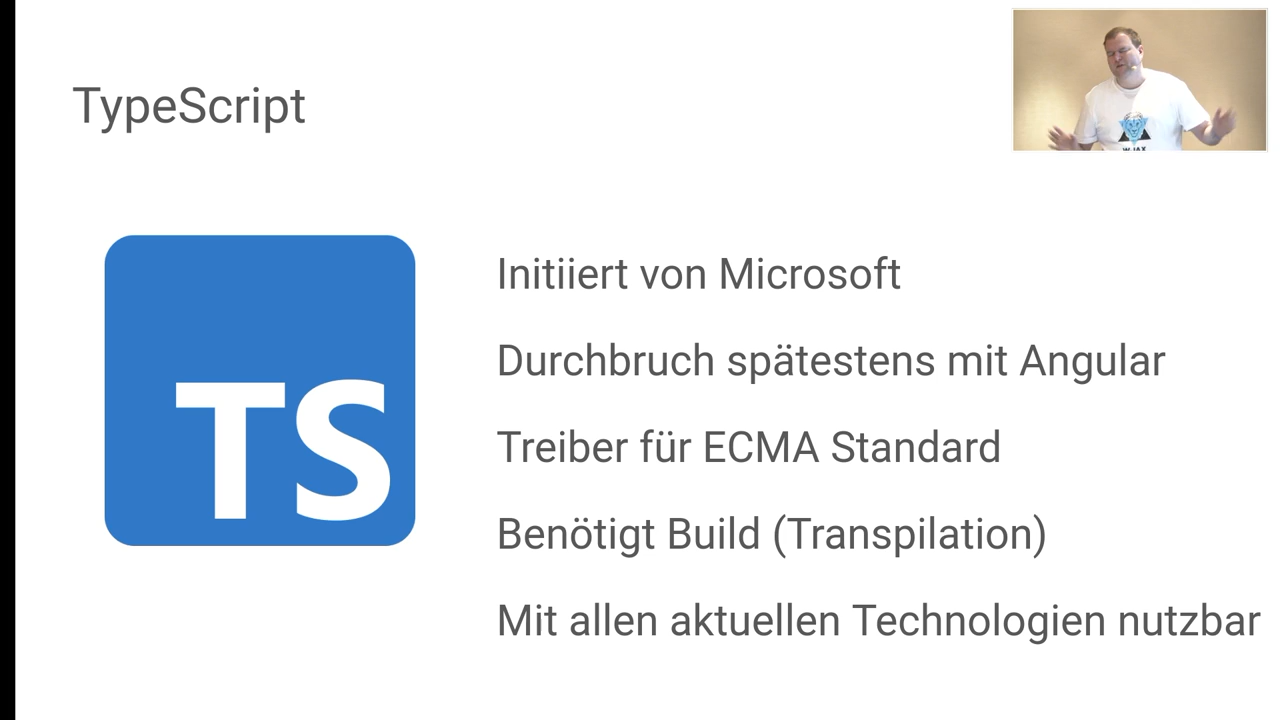 TypeScript
TS
Initiiert von Microsoft
Durchbruch spätestens mit Angular
Treiber für ECMA Standard
Benötigt Build (Transpilation)
Mit allen aktuellen Technologien nutzbar
W-JAX